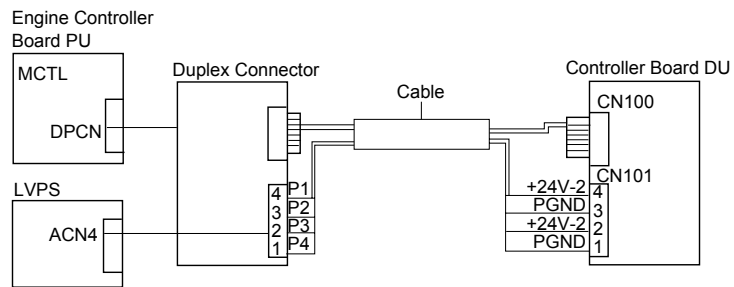 Engine Controller
Board PU
MCTL
DPCN
LVPS
ACN4
Duplex Connector
4 P1
3 P2
2 P3
1 P4
Cable
Controller Board DU
CN100
CN101
+24V-2 4
PGND 3
+24V-2 2
PGND 1